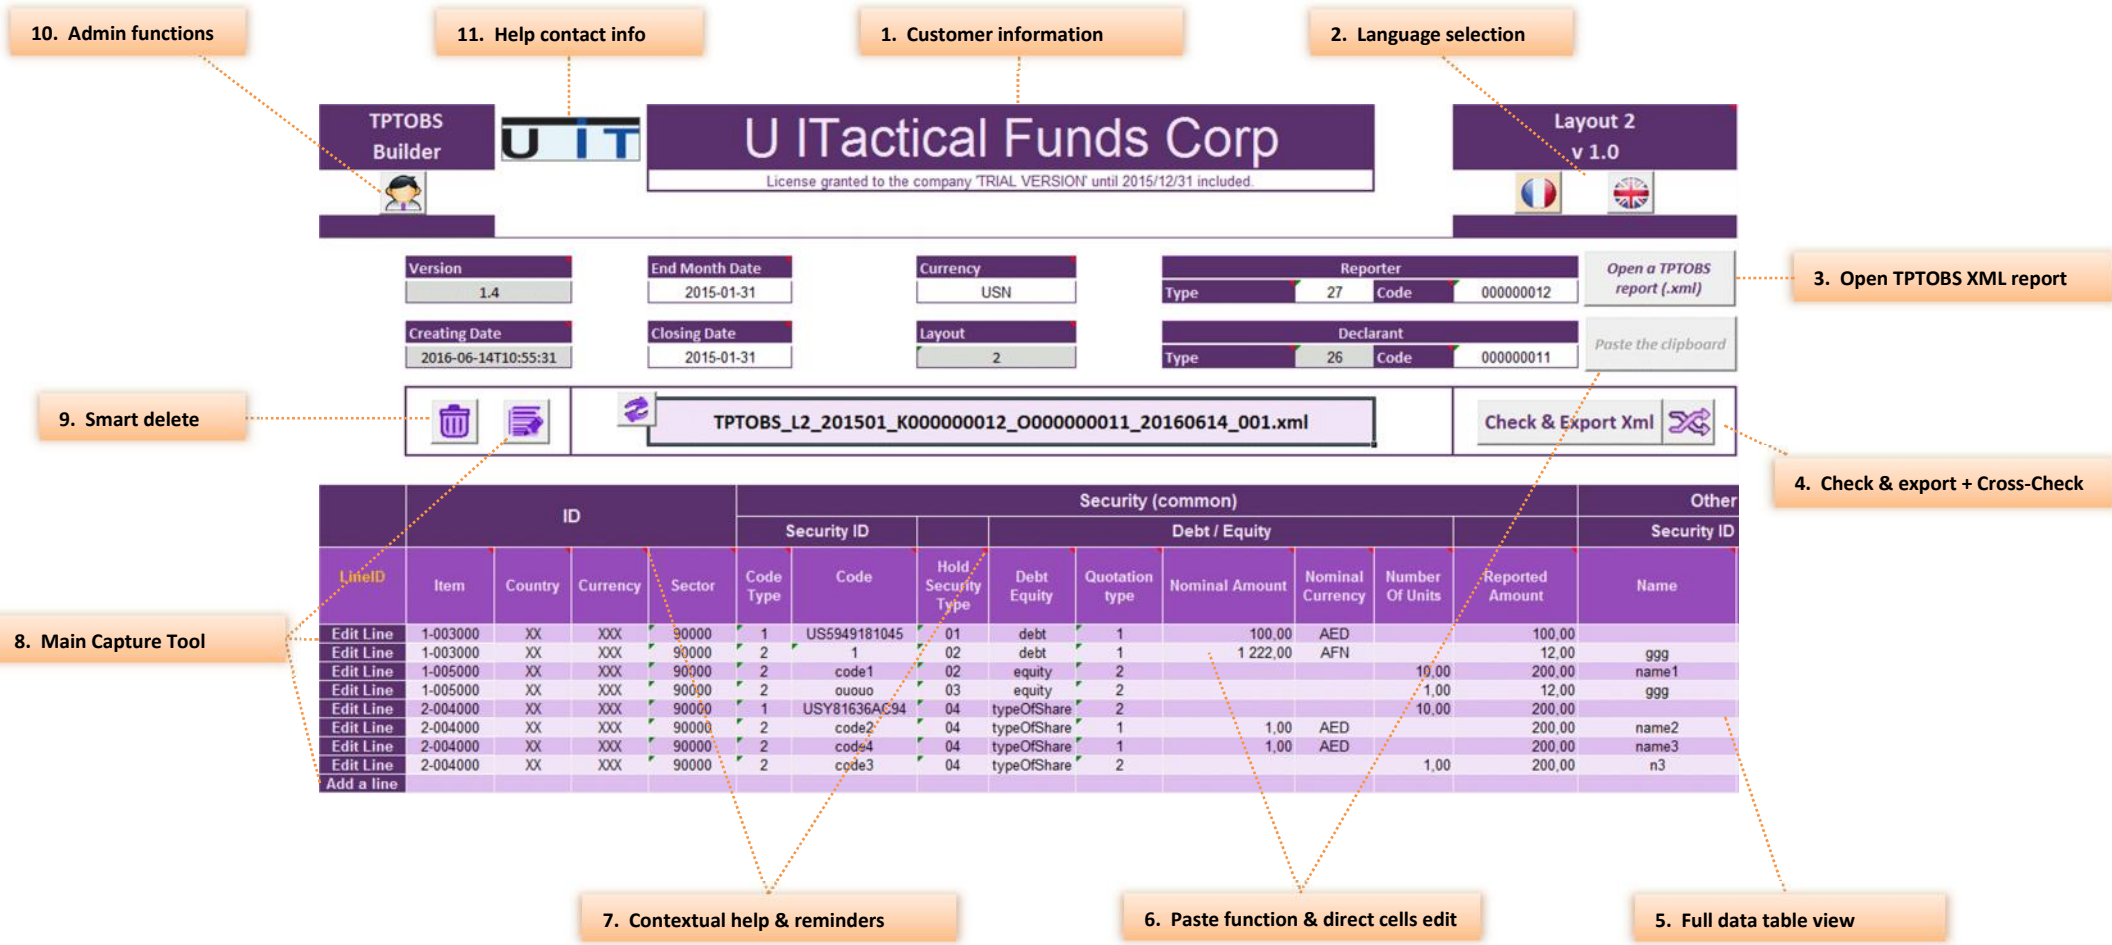 10. Admin functions
11. Help contact info
1. Customer information
2. Language selection
TPTOBS
Builder
U IT
U ITactical Funds Corp
License granted to the company 'TRIAL VERSION' until 2015/12/31 included.
Layout 2
v 1.0
Version
1.4
End Month Date
2015-01-31
Currency
USN
Reporter
Type 27 Code 000000012
Open a TPTOBS
report (.xml)
3. Open TPTOBS XML report
Creating Date
2016-06-14T10:55:31
Closing Date
2015-01-31
Layout
2
Declarant
Type 26 Code 000000011
Paste the clipboard
9. Smart delete
TPTOBS_L2_201501_K000000012_O000000011_20160614_001.xml
Check & Export Xml
4. Check & export + Cross-Check
ID
Security (common)
Other
Security ID
Debt / Equity
Security ID
LineID
Item
Country
Currency
Sector
Code
Type
Code
Hold
Security
Type
Debt
Equity
Quotation
type
Nominal Amount
Nominal
Currency
Number
Of Units
Reported
Amount
Name
8. Main Capture Tool
Edit Line 1-003000 XX XXX 90000 1 US5949181045 01 debt 1 100,00 AED 100,00
Edit Line 1-003000 XX XXX 90000 2 1 02 debt 1 1 222,00 AFN 12,00 ggg
Edit Line 1-005000 XX XXX 90000 2 code1 02 equity 2 10,00 200,00 name1
Edit Line 1-005000 XX XXX 90000 2 ououo 03 equity 2 1,00 12,00 ggg
Edit Line 2-004000 XX XXX 90000 1 USY81636AC94 04 typeOfShare 2 10,00 200,00
Edit Line 2-004000 XX XXX 90000 2 code2 04 typeOfShare 1 1,00 AED 200,00 name2
Edit Line 2-004000 XX XXX 90000 2 code4 04 typeOfShare 1 1,00 AED 200,00 name3
Edit Line 2-004000 XX XXX 90000 2 code3 04 typeOfShare 2 1,00 200,00 n3
Add a line
7. Contextual help & reminders
6. Paste function & direct cells edit
5. Full data table view